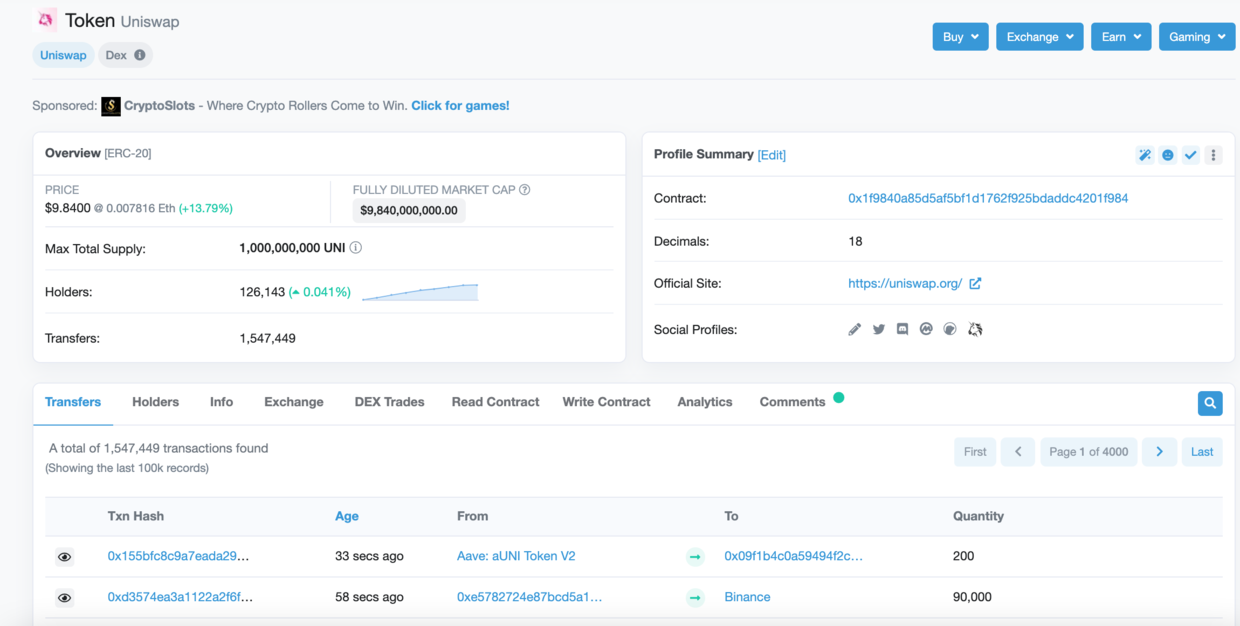 Token Uniswap
Buy Exchange Earn Gaming
Uniswap Dex
Sponsored: CryptoSlots - Where Crypto Rollers Come to Win. Click for games!
Overview [ERC-20]
PRICE
$9.8400 @ 0.007816 Eth (+13.79%)
FULLY DILUTED MARKET CAP
$9,840,000,000.00
Max Total Supply: 1,000,000,000 UNI
Holders: 126,143 (0.041%)
Transfers: 1,547,449
Profile Summary [Edit]
Contract: 0x1f9840a85d5af5bf1d1762f925bdaddc4201f984
Decimals: 18
Official Site: https://uniswap.org/
Social Profiles:
Transfers Holders Info Exchange DEX Trades Read Contract Write Contract Analytics Comments
A total of 1,547,449 transactions found
(Showing the last 100k records)
First Page 1 of 4000 Last
Txn Hash Age From To Quantity
0x155bfc8c9a7eada29... 33 secs ago Aave: aUNI Token V2 0x09f1b4c0a59494f2c... 200
0xd3574ea3a1122a2f6f... 58 secs ago 0xe5782724e87bcd5a1... Binance 90,000